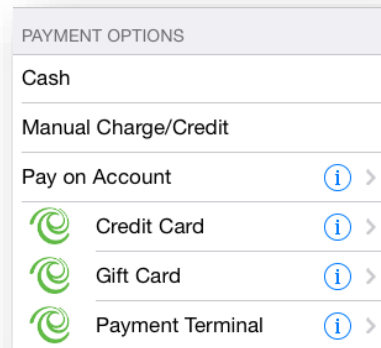 PAYMENT OPTIONS
Cash
Manual Charge/Credit
Pay on Account
Credit Card
Gift Card
Payment Terminal